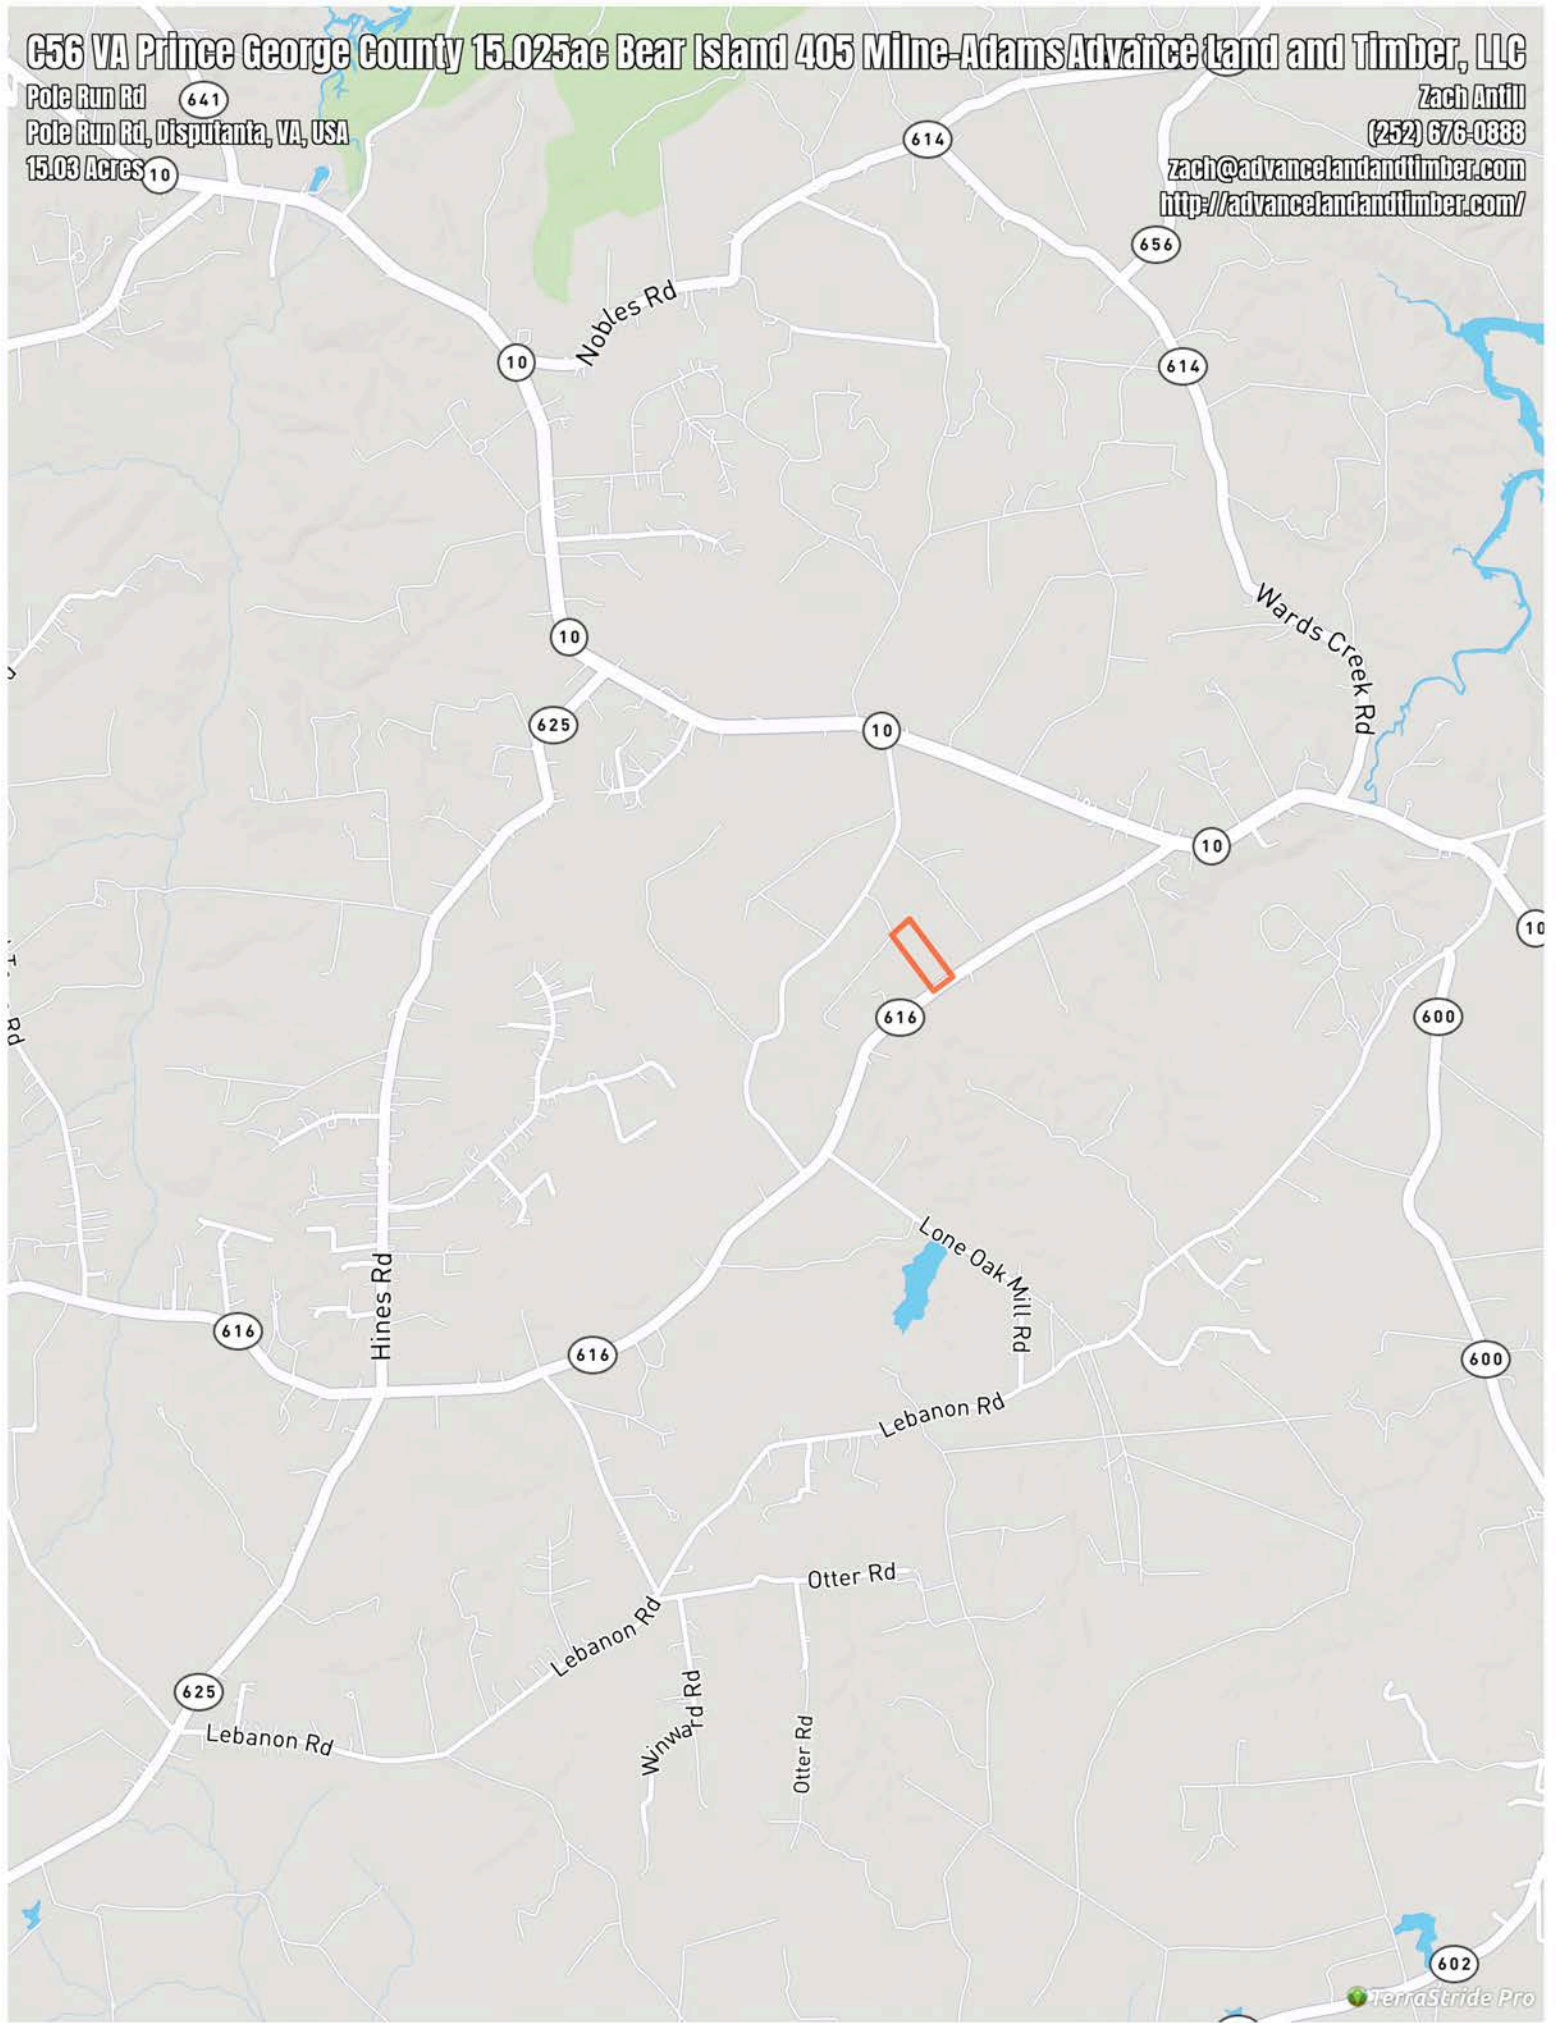 C56 VA Prince George County 15.025ac Bear Island 405 Milne-Adams Advance Land and Timber, LLC
Pole Run Rd
Pole Run Rd, Disputanta, VA, USA
15.03 Acres
Zach Antill
(252) 676-0888
zach@advancelandandtimber.com
http://advancelandandtimber.com/
641
10
614
656
Nobles Rd
10
614
Wards Creek Rd
10
625
10
10
10
616
600
Rd
Lone Oak Mill Rd
Hines Rd
616
616
600
Lebanon Rd
Otter Rd
Lebanon Rd
Winward Rd
Otter Rd
625
Lebanon Rd
602
TerraStride Pro